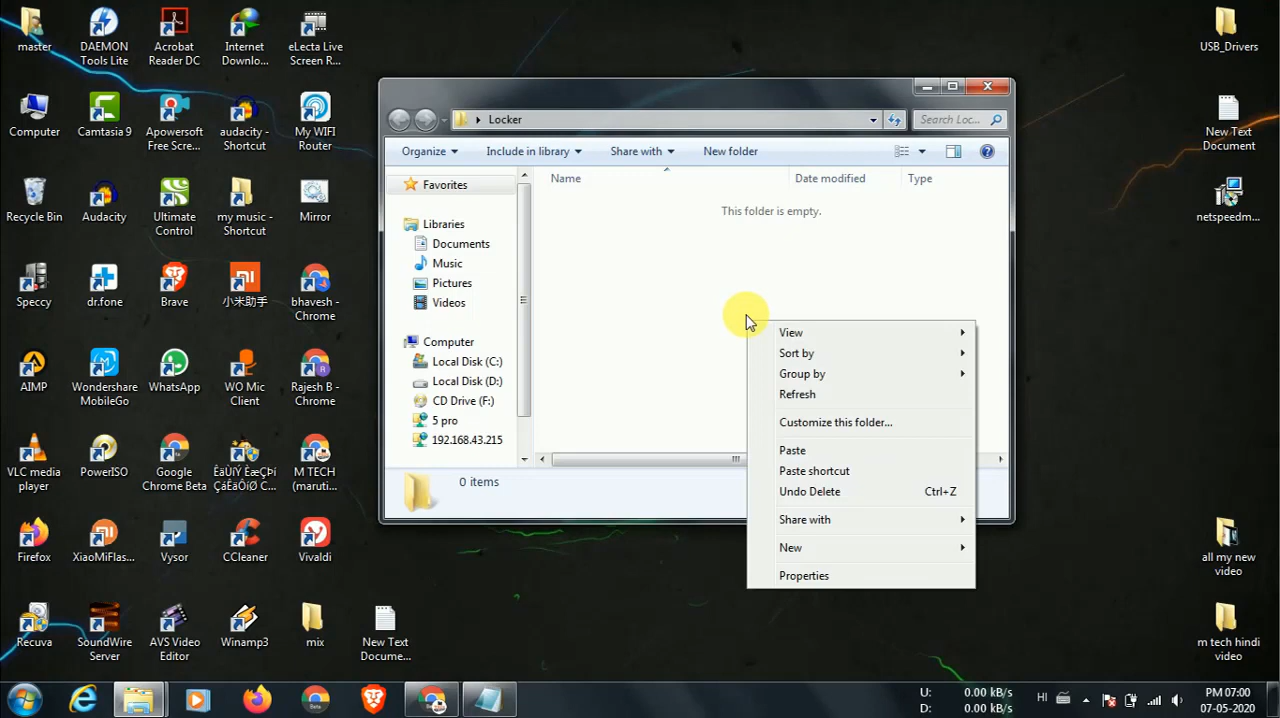 master
DAEMON
Tools Lite
Acrobat
Reader DC
Internet
Downlo...
eLecta Live
Screen R...
USB_Drivers
Computer
Camtasia 9
Apowersoft
Free Scre...
audacity -
Shortcut
My WIFI
Router
New Text
Document
Recycle Bin
Audacity
Ultimate
Control
my music -
Shortcut
Mirror
netspeedm...
Speccy
dr.fone
Brave
小米助手
bhavesh -
Chrome
AIMP
Wondershare
MobileGo
WhatsApp
WO Mic
Client
Rajesh B -
Chrome
VLC media
player
PowerISO
Google
Chrome Beta
ÊäÙíÝ ÈæÇÞí
ÇáÊäÓíØ C...
M TECH
(maruti...
Firefox
XiaoMiFlas...
Vysor
CCleaner
Vivaldi
all my new
video
Recuva
SoundWire
Server
AVS Video
Editor
Winamp3
mix
New Text
Docume...
m tech hindi
video
Locker
Search Loc...
Organize
Include in library
Share with
New folder
Name
Date modified
Type
This folder is empty.
Favorites
Libraries
Documents
Music
Pictures
Videos
Computer
Local Disk (C:)
Local Disk (D:)
CD Drive (F:)
5 pro
192.168.43.215
0 items
View
Sort by
Group by
Refresh
Customize this folder...
Paste
Paste shortcut
Undo Delete Ctrl+Z
Share with
New
Properties
Beta
U: 0.00 kB/s
D: 0.00 kB/s
HI
PM 07:00
07-05-2020